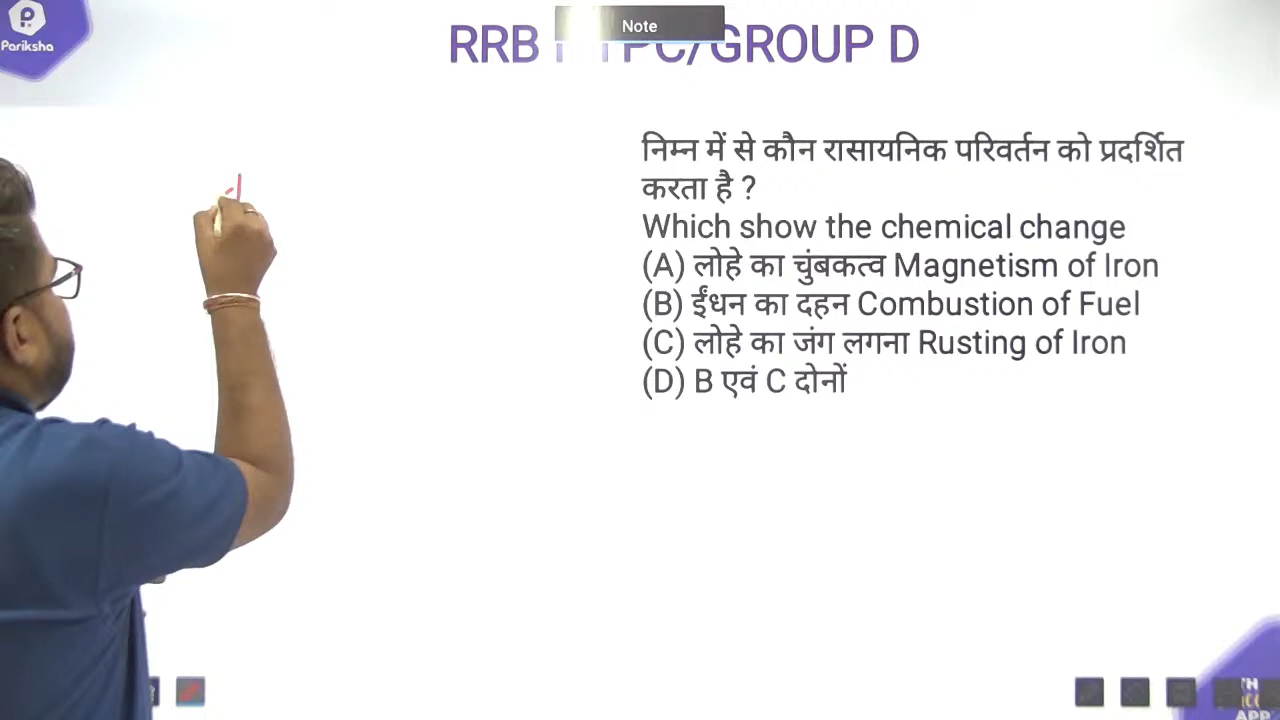 Pariksha
Note
RRB NTPC/GROUP D
निम्न में से कौन रासायनिक परिवर्तन को प्रदर्शित
करता है ?
Which show the chemical change
(A) लोहे का चुंबकत्व Magnetism of Iron
(B) ईंधन का दहन Combustion of Fuel
(C) लोहे का जंग लगना Rusting of Iron
(D) B एवं C दोनों
APP